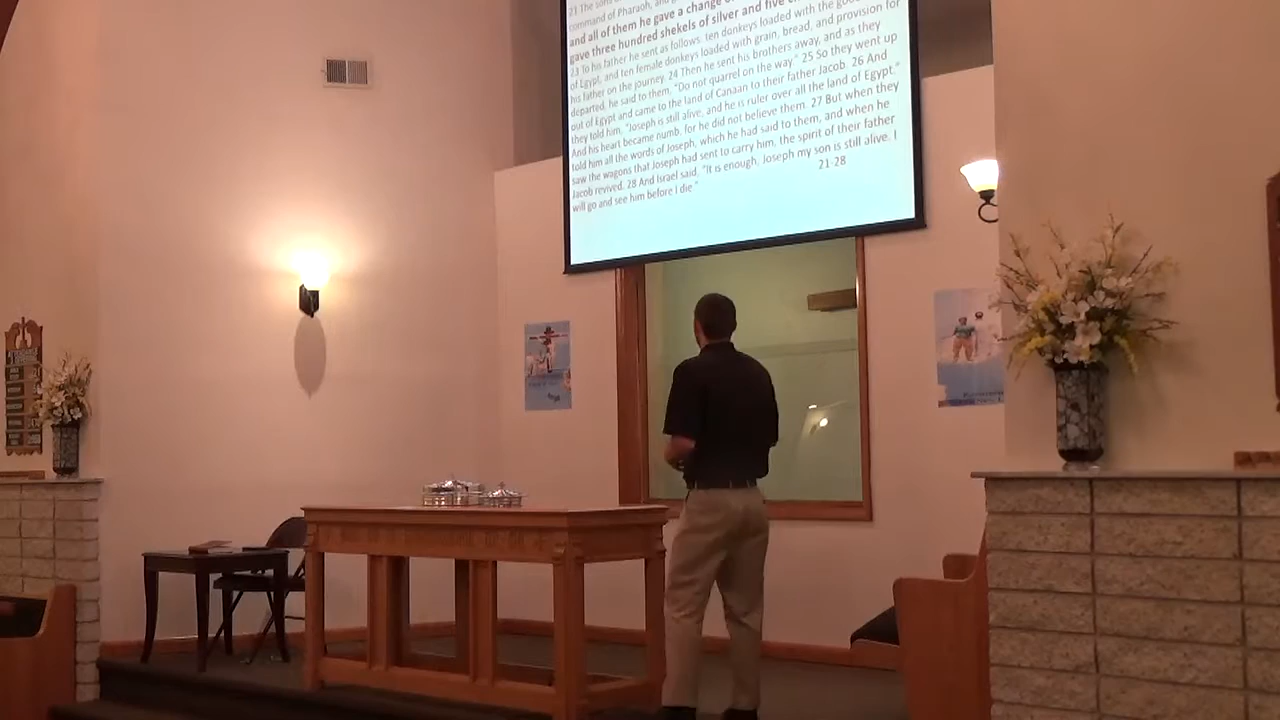 21 The sons
command of Pharaoh, and
and all of them he gave a change
gave three hundred shekels of silver and five
23 To his father he sent as follows: ten donkeys loaded with the good
of Egypt, and ten female donkeys loaded with grain, bread, and provision for
his father on the journey. 24 Then he sent his brothers away, and as they
departed, he said to them, "Do not quarrel on the way." 25 So they went up
out of Egypt and came to the land of Canaan to their father Jacob. 26 And
they told him, "Joseph is still alive, and he is ruler over all the land of Egypt."
And his heart became numb, for he did not believe them. 27 But when they
told him all the words of Joseph, which he had said to them, and when he
saw the wagons that Joseph had sent to carry him, the spirit of their father
Jacob revived. 28 And Israel said, "It is enough, Joseph my son is still alive. I
will go and see him before I die"
21-28